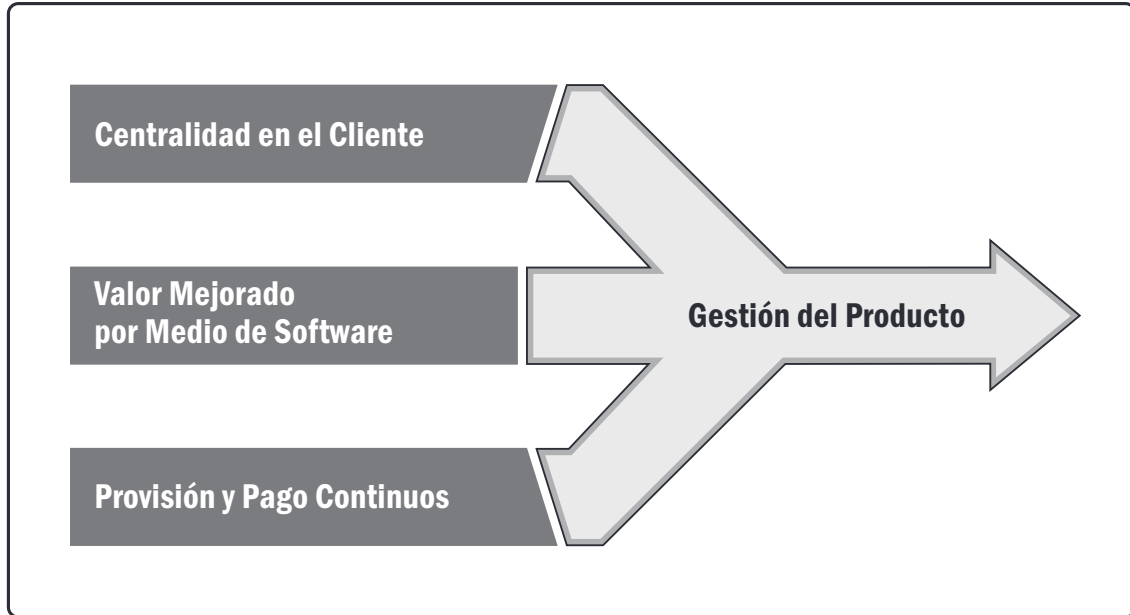 Centralidad en el Cliente
Valor Mejorado
por Medio de Software
Gestión del Producto
Provisión y Pago Continuos